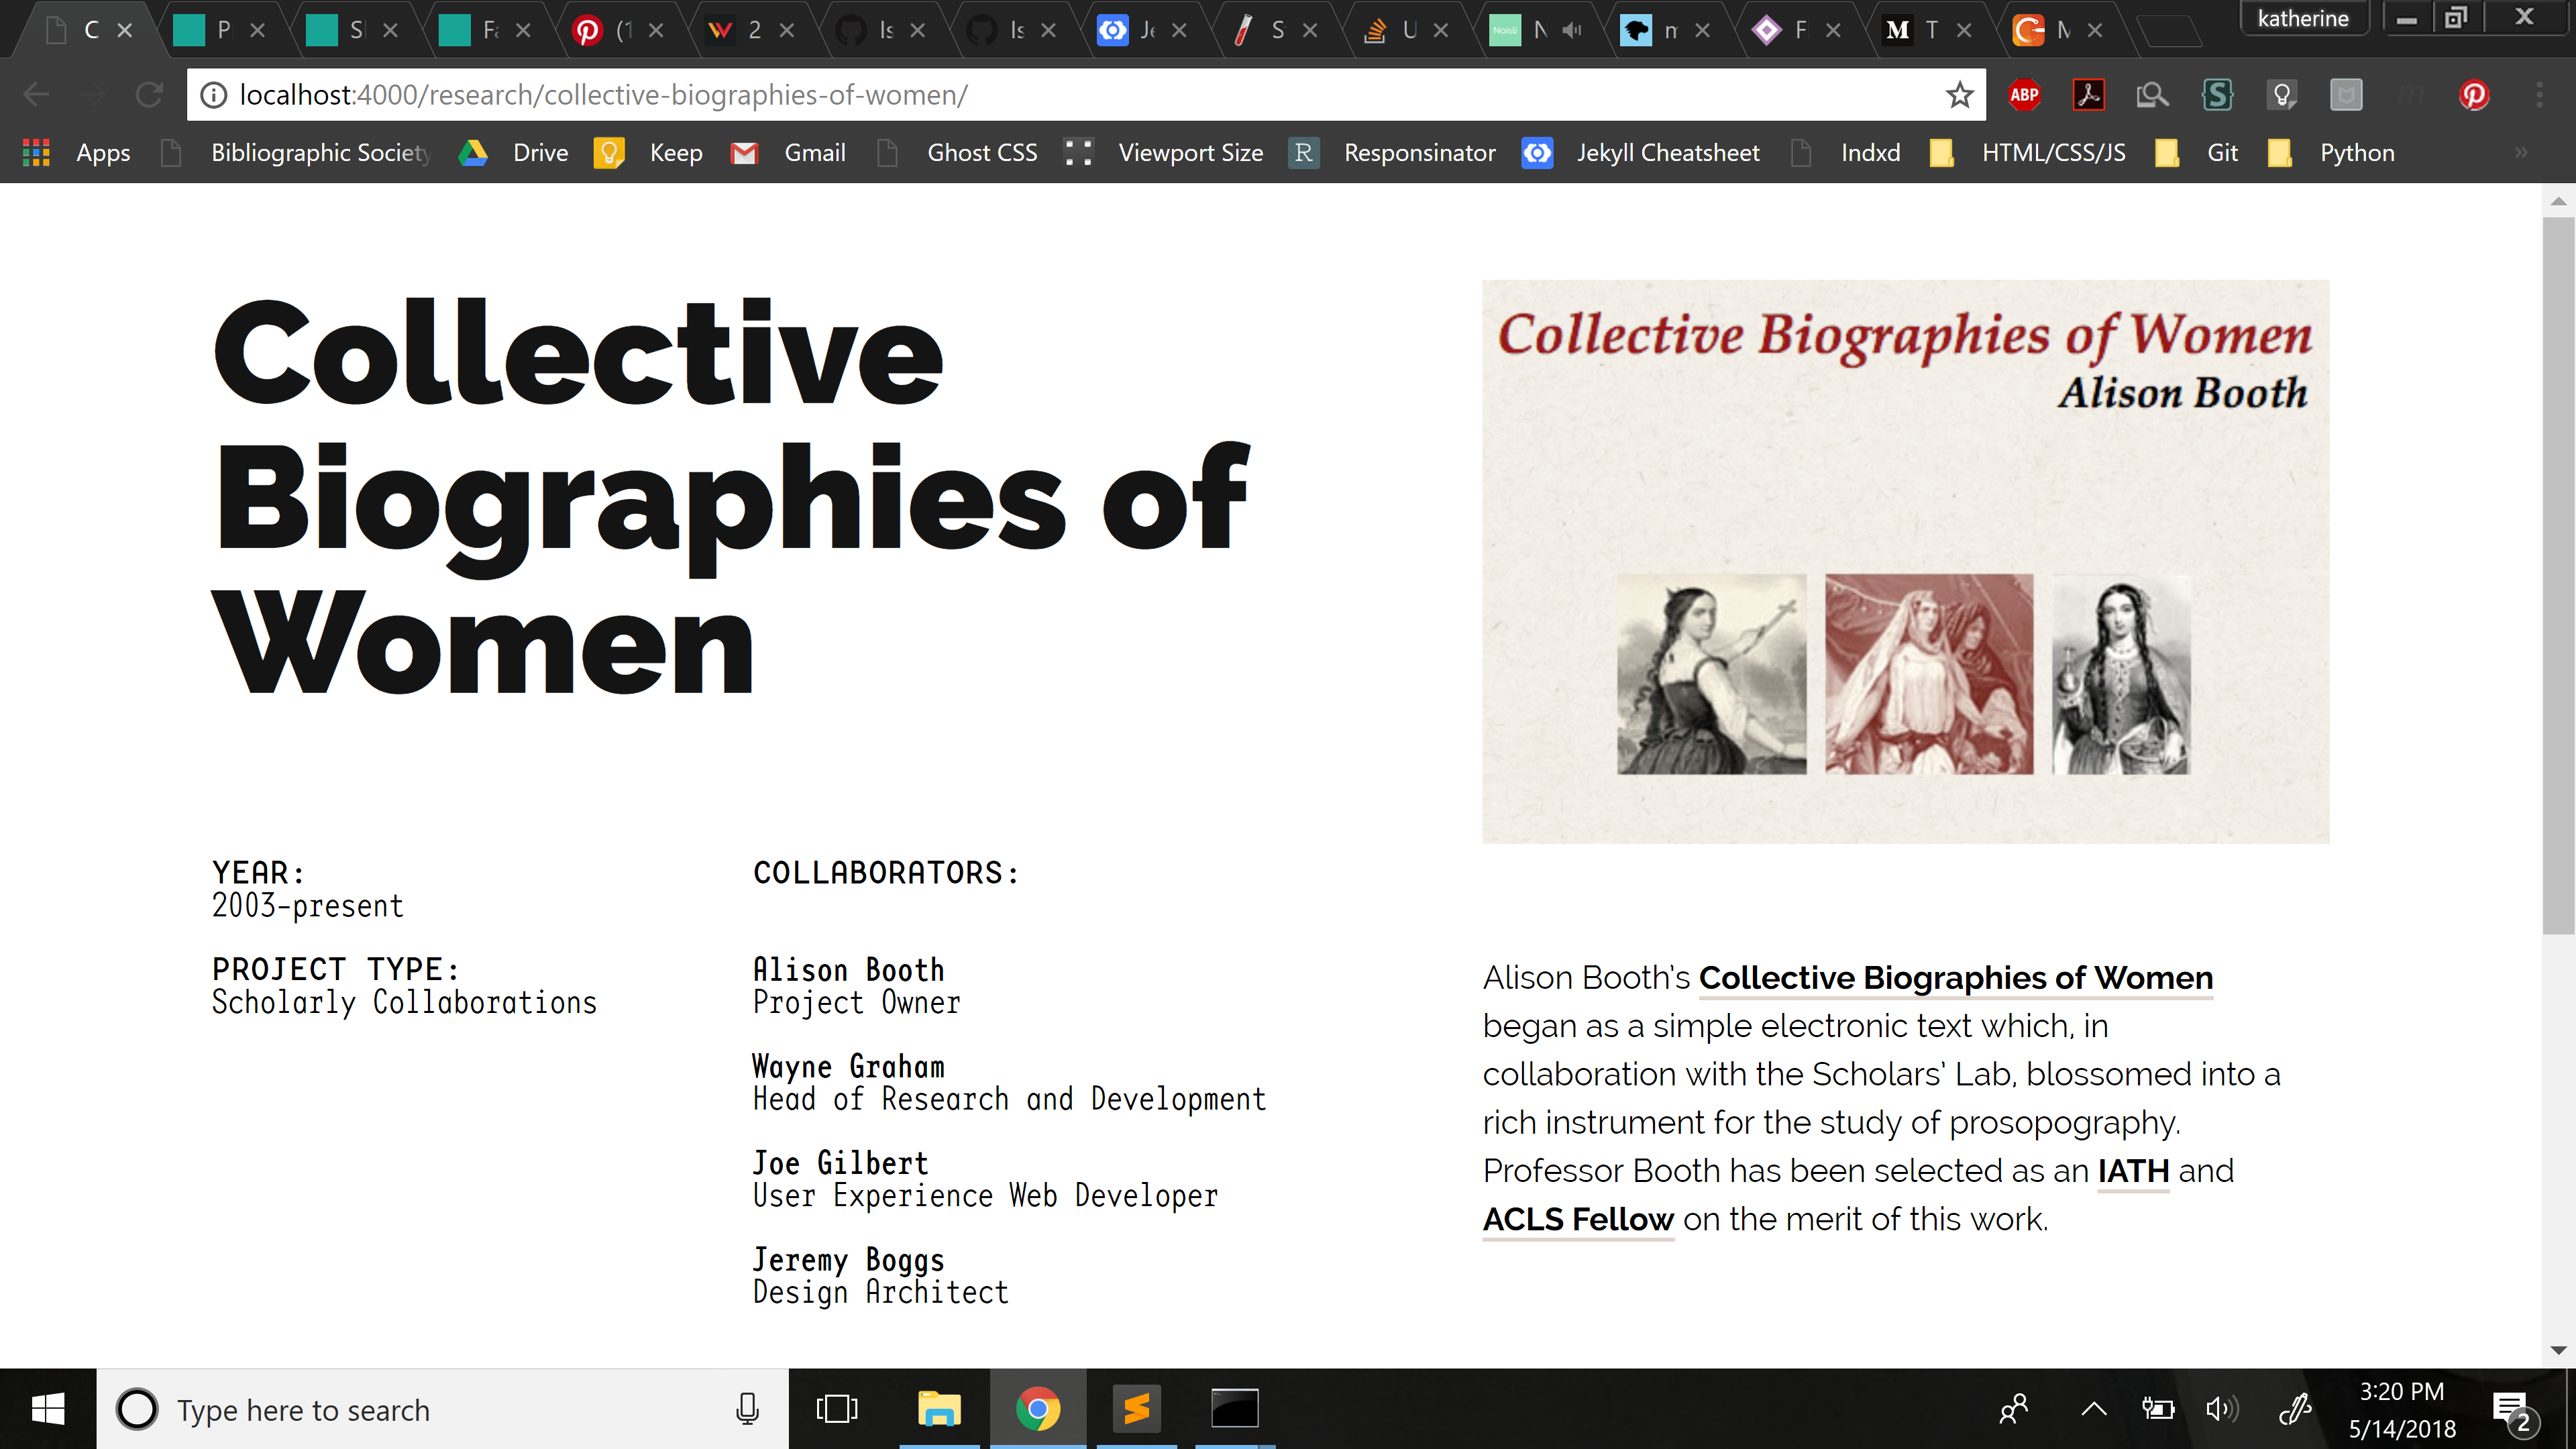 C
P
S
Fa
(1
2
Is
Is
Je
S
U
Noisli
N
n
F
M T
M
katherine
localhost:4000/research/collective-biographies-of-women/
ABP
Apps
Bibliographic Society
Drive
Keep
Gmail
Ghost CSS
Viewport Size
R
Responsinator
Jekyll Cheatsheet
Indxd
HTML/CSS/JS
Git
Python
»
Collective
Biographies of
Women
YEAR:
2003-present
PROJECT TYPE:
Scholarly Collaborations
COLLABORATORS:
Alison Booth
Project Owner
Wayne Graham
Head of Research and Development
Joe Gilbert
User Experience Web Developer
Jeremy Boggs
Design Architect
Collective Biographies of Women
Alison Booth
Alison Booth’s Collective Biographies of Women
began as a simple electronic text which, in
collaboration with the Scholars’ Lab, blossomed into a
rich instrument for the study of prosopography.
Professor Booth has been selected as an IATH and
ACLS Fellow on the merit of this work.
Type here to search
3:20 PM
5/14/2018
2